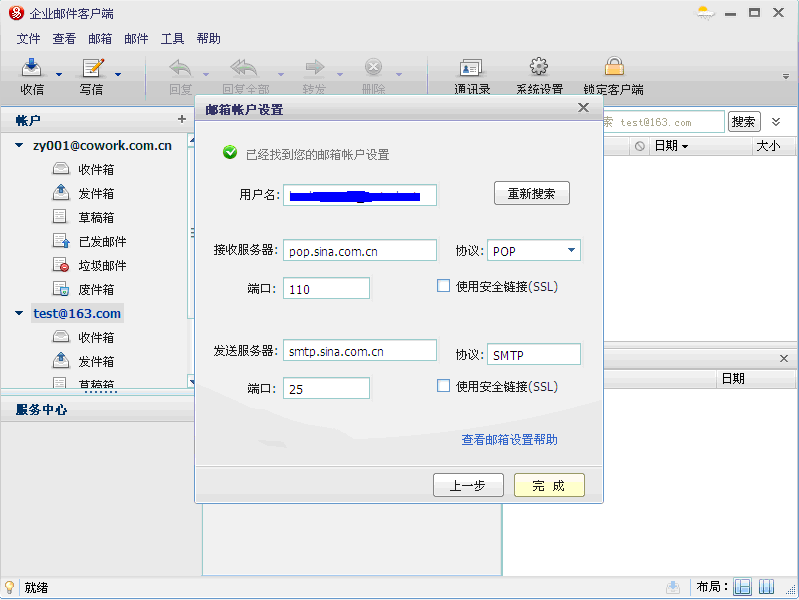 企业邮件客户端
文件 查看 邮箱 邮件 工具 帮助
收信 写信 回复 回复全部 转发 删除 通讯录 系统设置 锁定客户端
帐户 +
邮箱帐户设置
索 test@163.com 搜索
zy001@cowork.com.cn
日期 大小
已经找到您的邮箱帐户设置
收件箱
发件箱
用户名:
重新搜索
草稿箱
已发邮件
接收服务器: pop.sina.com.cn 协议: POP
垃圾邮件
废件箱
端口: 110 使用安全链接(SSL)
test@163.com
收件箱
发送服务器: smtp.sina.com.cn 协议: SMTP
发件箱
草稿箱
日期
端口: 25 使用安全链接(SSL)
服务中心
查看邮箱设置帮助
上一步 完 成
就绪
布局：